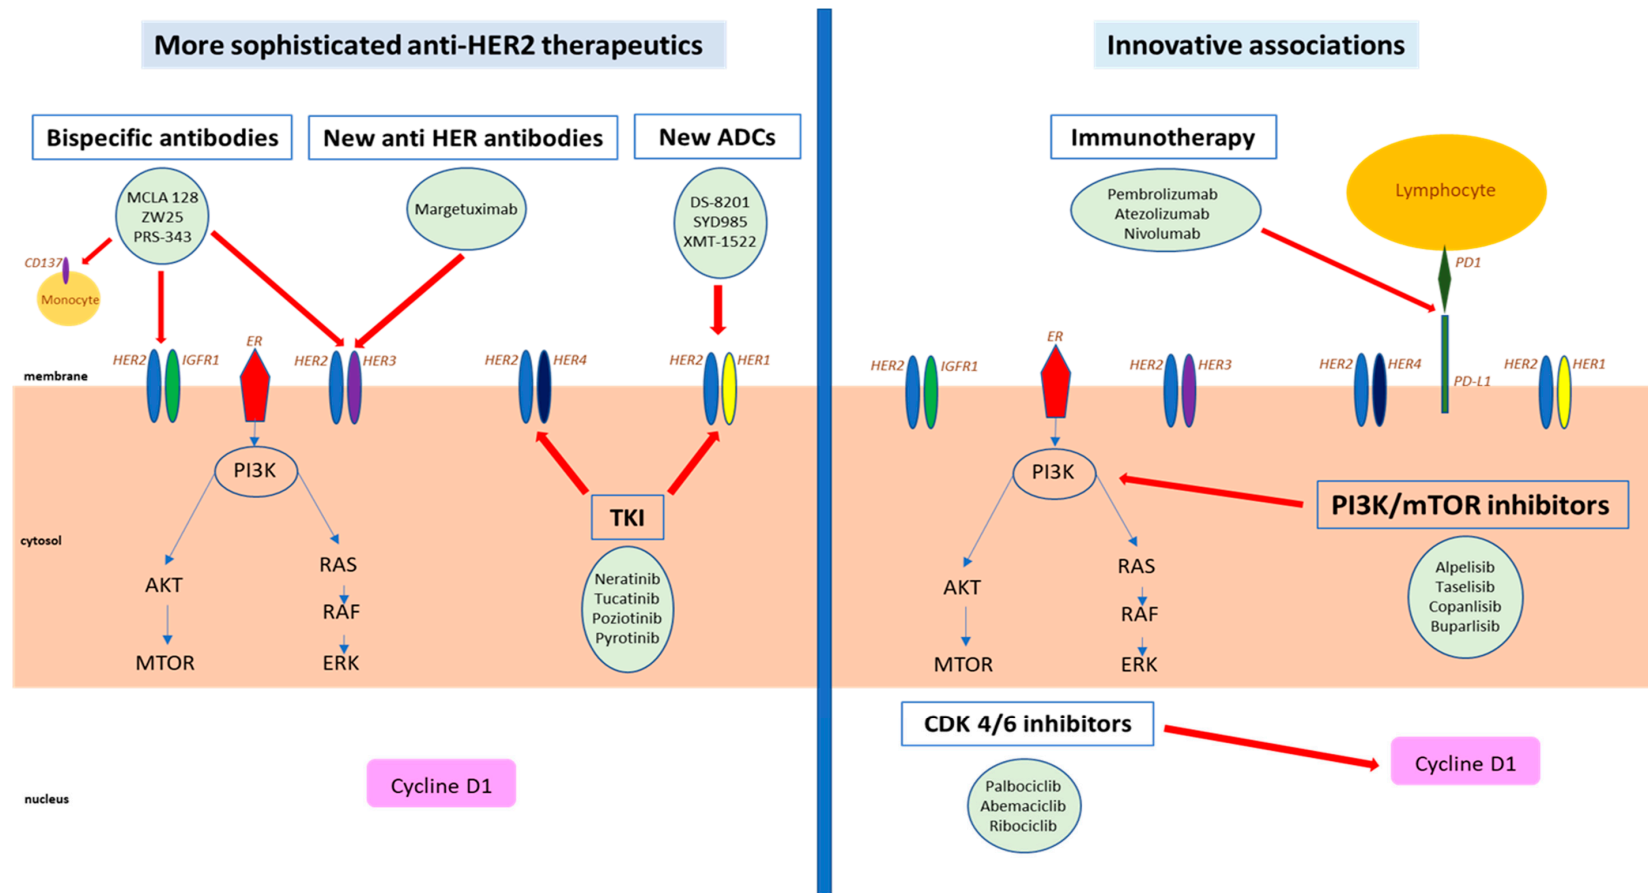 More sophisticated anti-HER2 therapeutics
Bispecific antibodies
New anti HER antibodies
New ADCs
MCLA 128
ZW25
PRS-343
Margetuximab
DS-8201
SYD985
XMT-1522
CD137
Monocyte
HER2
IGFR1
ER
HER2
HER3
HER2
HER4
HER2
HER1
membrane
PI3K
TKI
cytosol
Neratinib
Tucatinib
Poziotinib
Pyrotinib
AKT
RAS
RAF
MTOR
ERK
Cycline D1
nucleus
Innovative associations
Immunotherapy
Pembrolizumab
Atezolizumab
Nivolumab
Lymphocyte
PD1
HER2
IGFR1
ER
HER2
HER3
HER2
HER4
PD-L1
HER2
HER1
PI3K
PI3K/mTOR inhibitors
Alpelisib
Taselisib
Copanlisib
Buparlisib
AKT
RAS
RAF
MTOR
ERK
CDK 4/6 inhibitors
Cycline D1
Palbociclib
Abemaciclib
Ribociclib